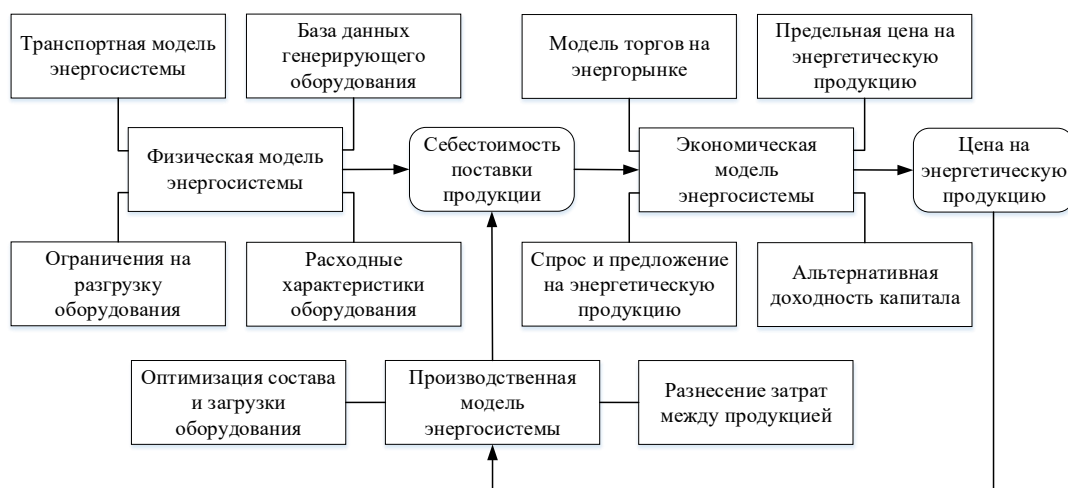 Транспортная модель
энергосистемы
База данных
генерирующего
оборудования
Модель торгов на
энергорынке
Предельная цена на
энергетическую
продукцию
Физическая модель
энергосистемы
Себестоимость
поставки
продукции
Экономическая
модель
энергосистемы
Цена на
энергетическую
продукцию
Ограничения на
разгрузку
оборудования
Расходные
характеристики
оборудования
Спрос и предложение
на энергетическую
продукцию
Альтернативная
доходность капитала
Оптимизация состава
и загрузки
оборудования
Производственная
модель
энергосистемы
Разнесение затрат
между продукцией